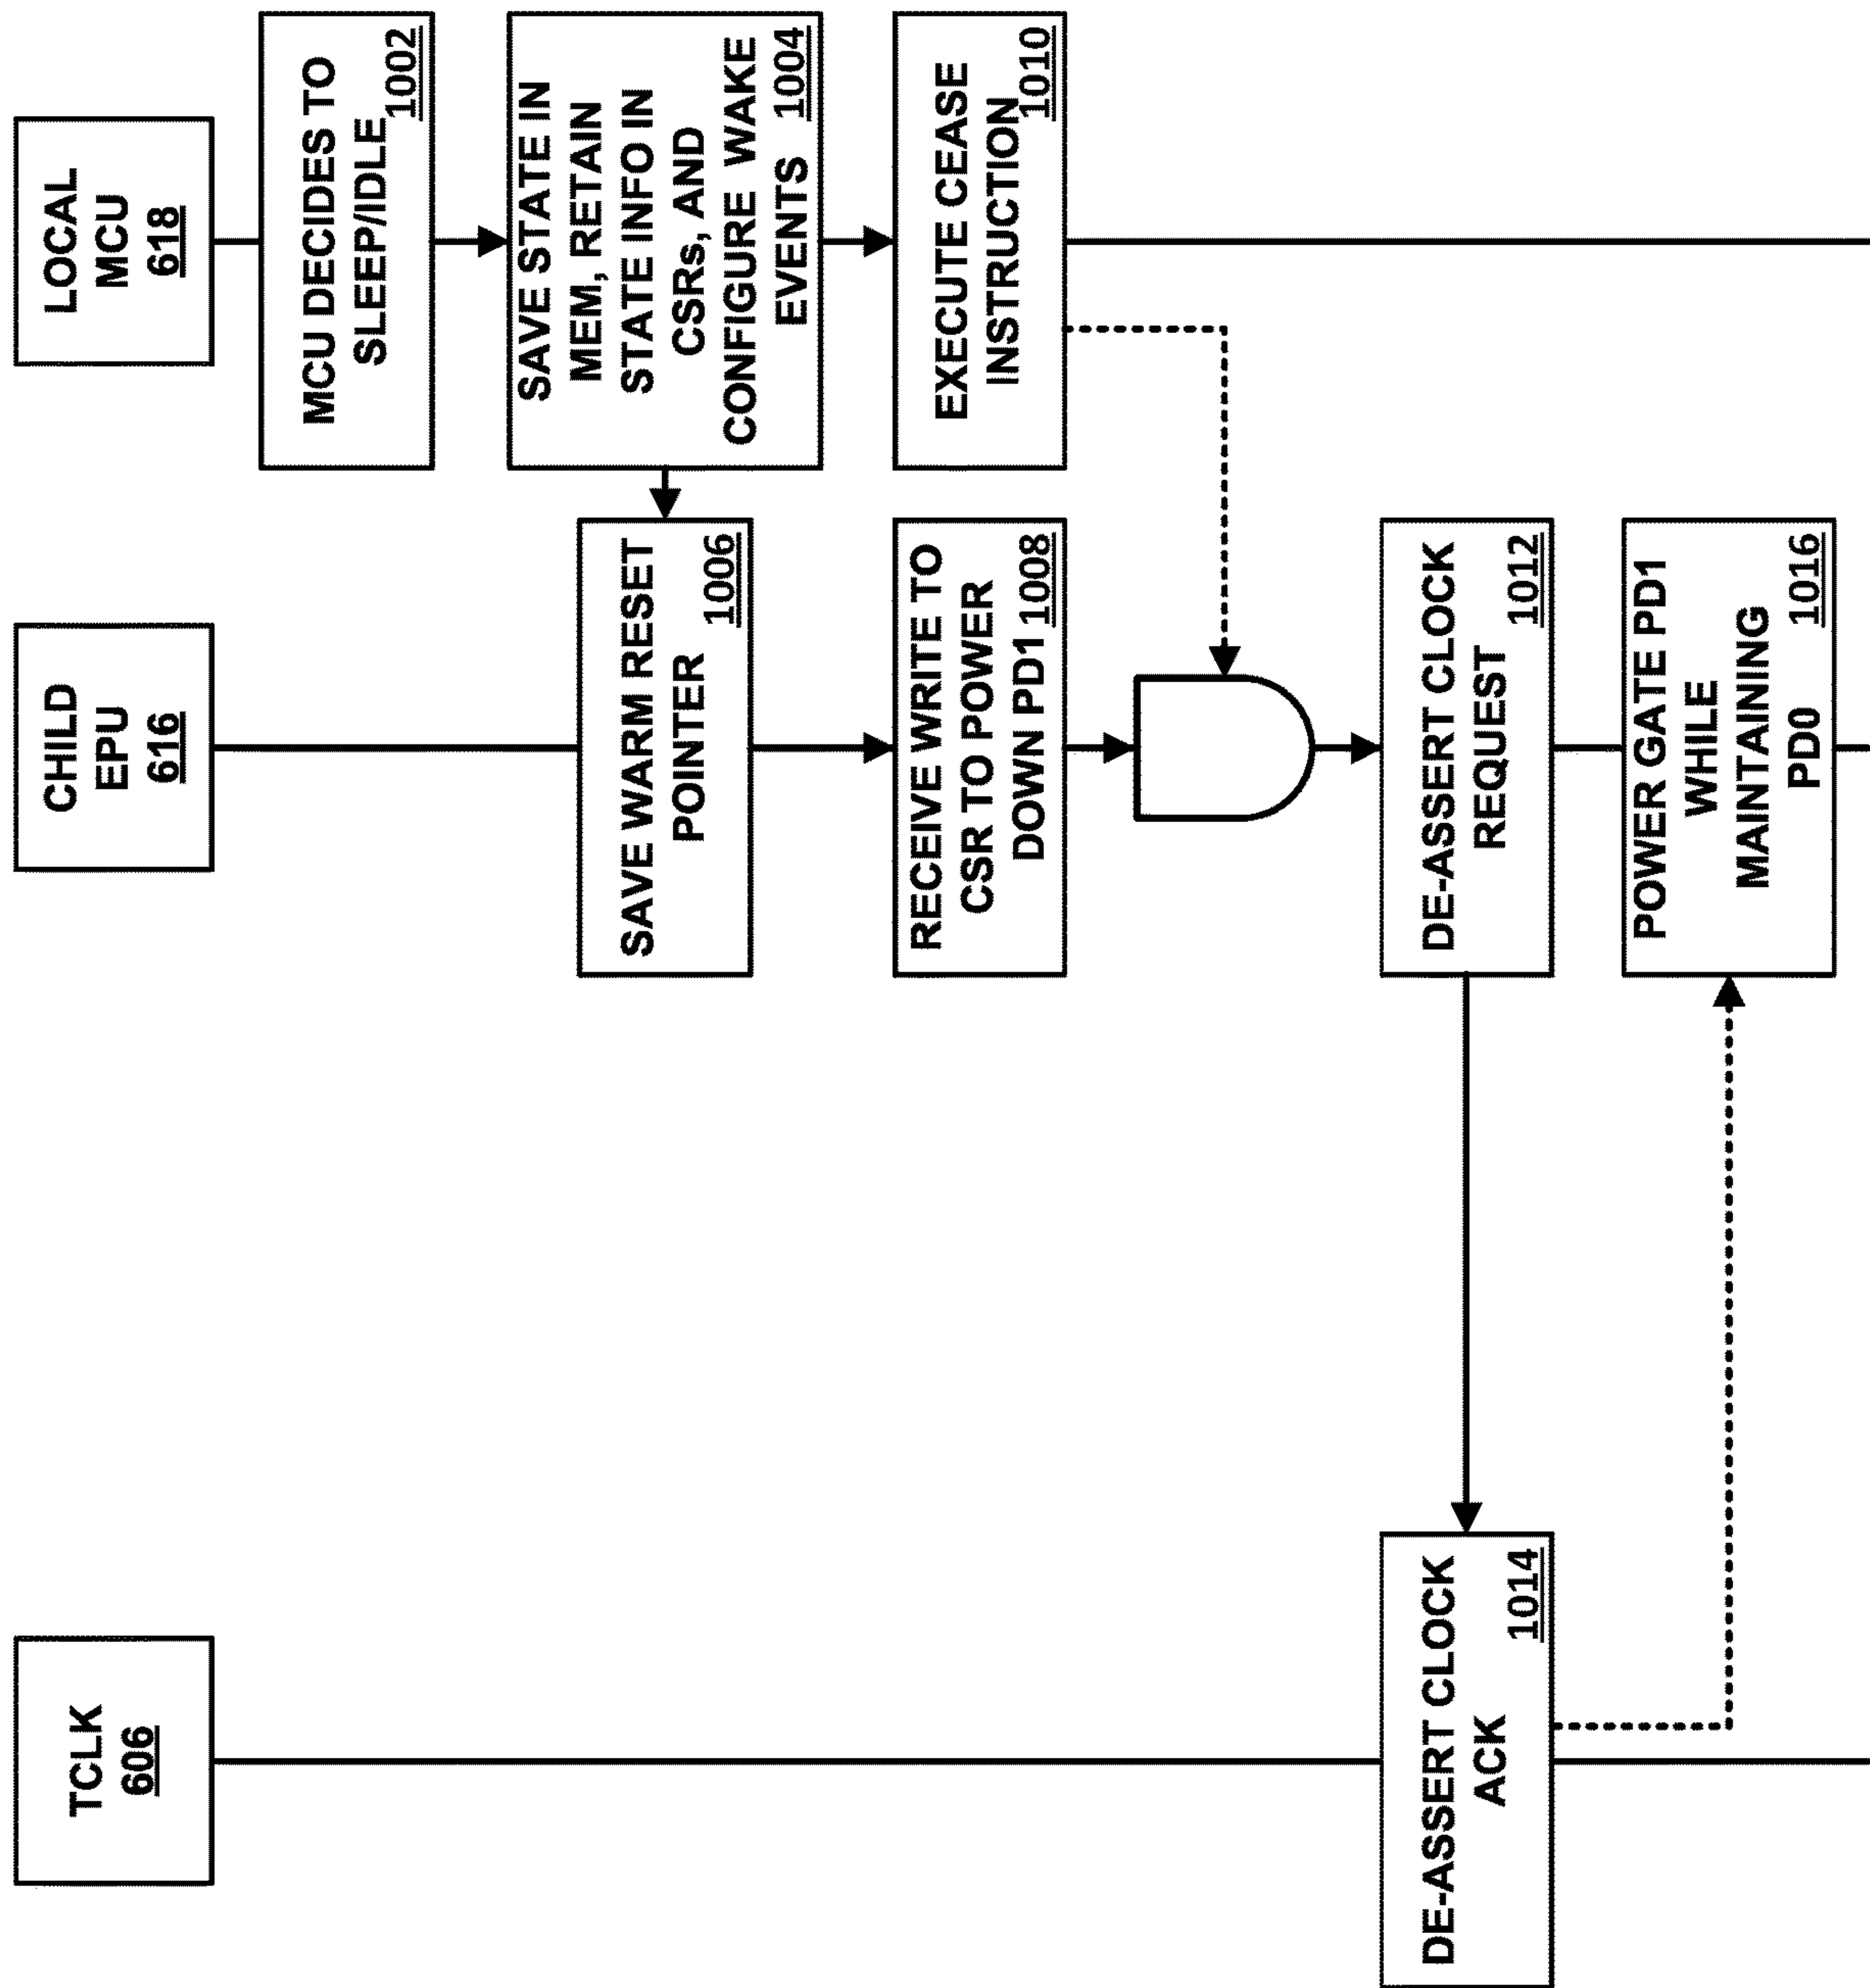 TCLK
606
CHILD
EPU
616
LOCAL
MCU
618
MCU DECIDES TO
SLEEP/IDLE
1002
SAVE STATE IN
MEM, RETAIN
STATE INFO IN
CSRs, AND
CONFIGURE WAKE
EVENTS 1004
SAVE WARM RESET
POINTER
1006
RECEIVE WRITE TO
CSR TO POWER
DOWN PD1 1008
EXECUTE CEASE
INSTRUCTION
1010
DE-ASSERT CLOCK
REQUEST
1012
DE-ASSERT CLOCK
ACK
1014
POWER GATE PD1
WHILE
MAINTAINING
PD0
1016